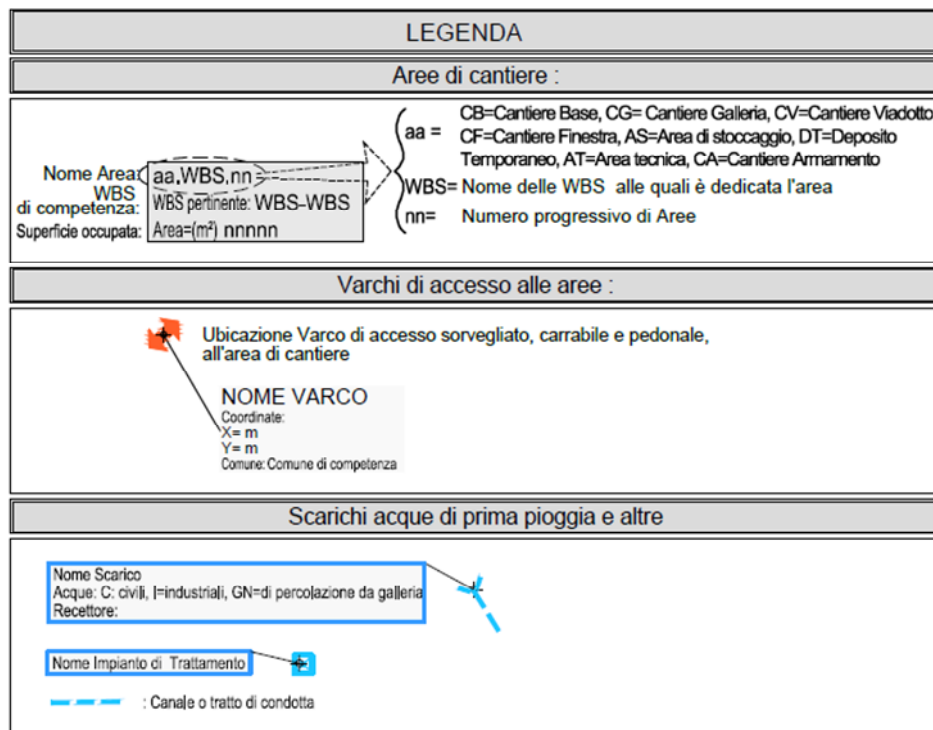 LEGENDA
Aree di cantiere :
CB=Cantiere Base, CG= Cantiere Galleria, CV=Cantiere Viadotto
aa = CF=Cantiere Finestra, AS=Area di stoccaggio, DT=Deposito
Temporaneo, AT=Area tecnica, CA=Cantiere Armamento
Nome Area: aa.WBS.nn
WBS
di competenza: WBS pertinente: WBS-WBS
WBS= Nome delle WBS alle quali è dedicata l'area
Superficie occupata: Area=(m²) nnnnn
nn= Numero progressivo di Aree
Varchi di accesso alle aree :
Ubicazione Varco di accesso sorvegliato, carrabile e pedonale,
all'area di cantiere
NOME VARCO
Coordinate:
X= m
Y= m
Comune: Comune di competenza
Scarichi acque di prima pioggia e altre
Nome Scarico
Acque: C: civili, I=industriali, GN=di percolazione da galleria
Recettore:
Nome Impianto di Trattamento
: Canale o tratto di condotta